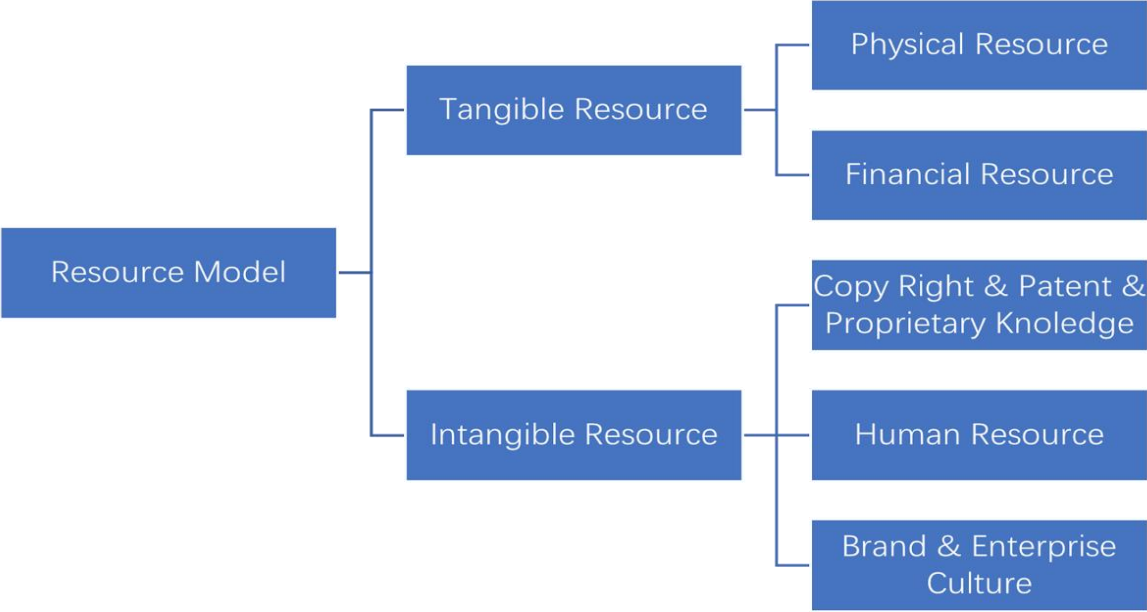 Physical Resource
Tangible Resource
Financial Resource
Resource Model
Copy Right & Patent &
Proprietary Knoledge
Intangible Resource
Human Resource
Brand & Enterprise
Culture